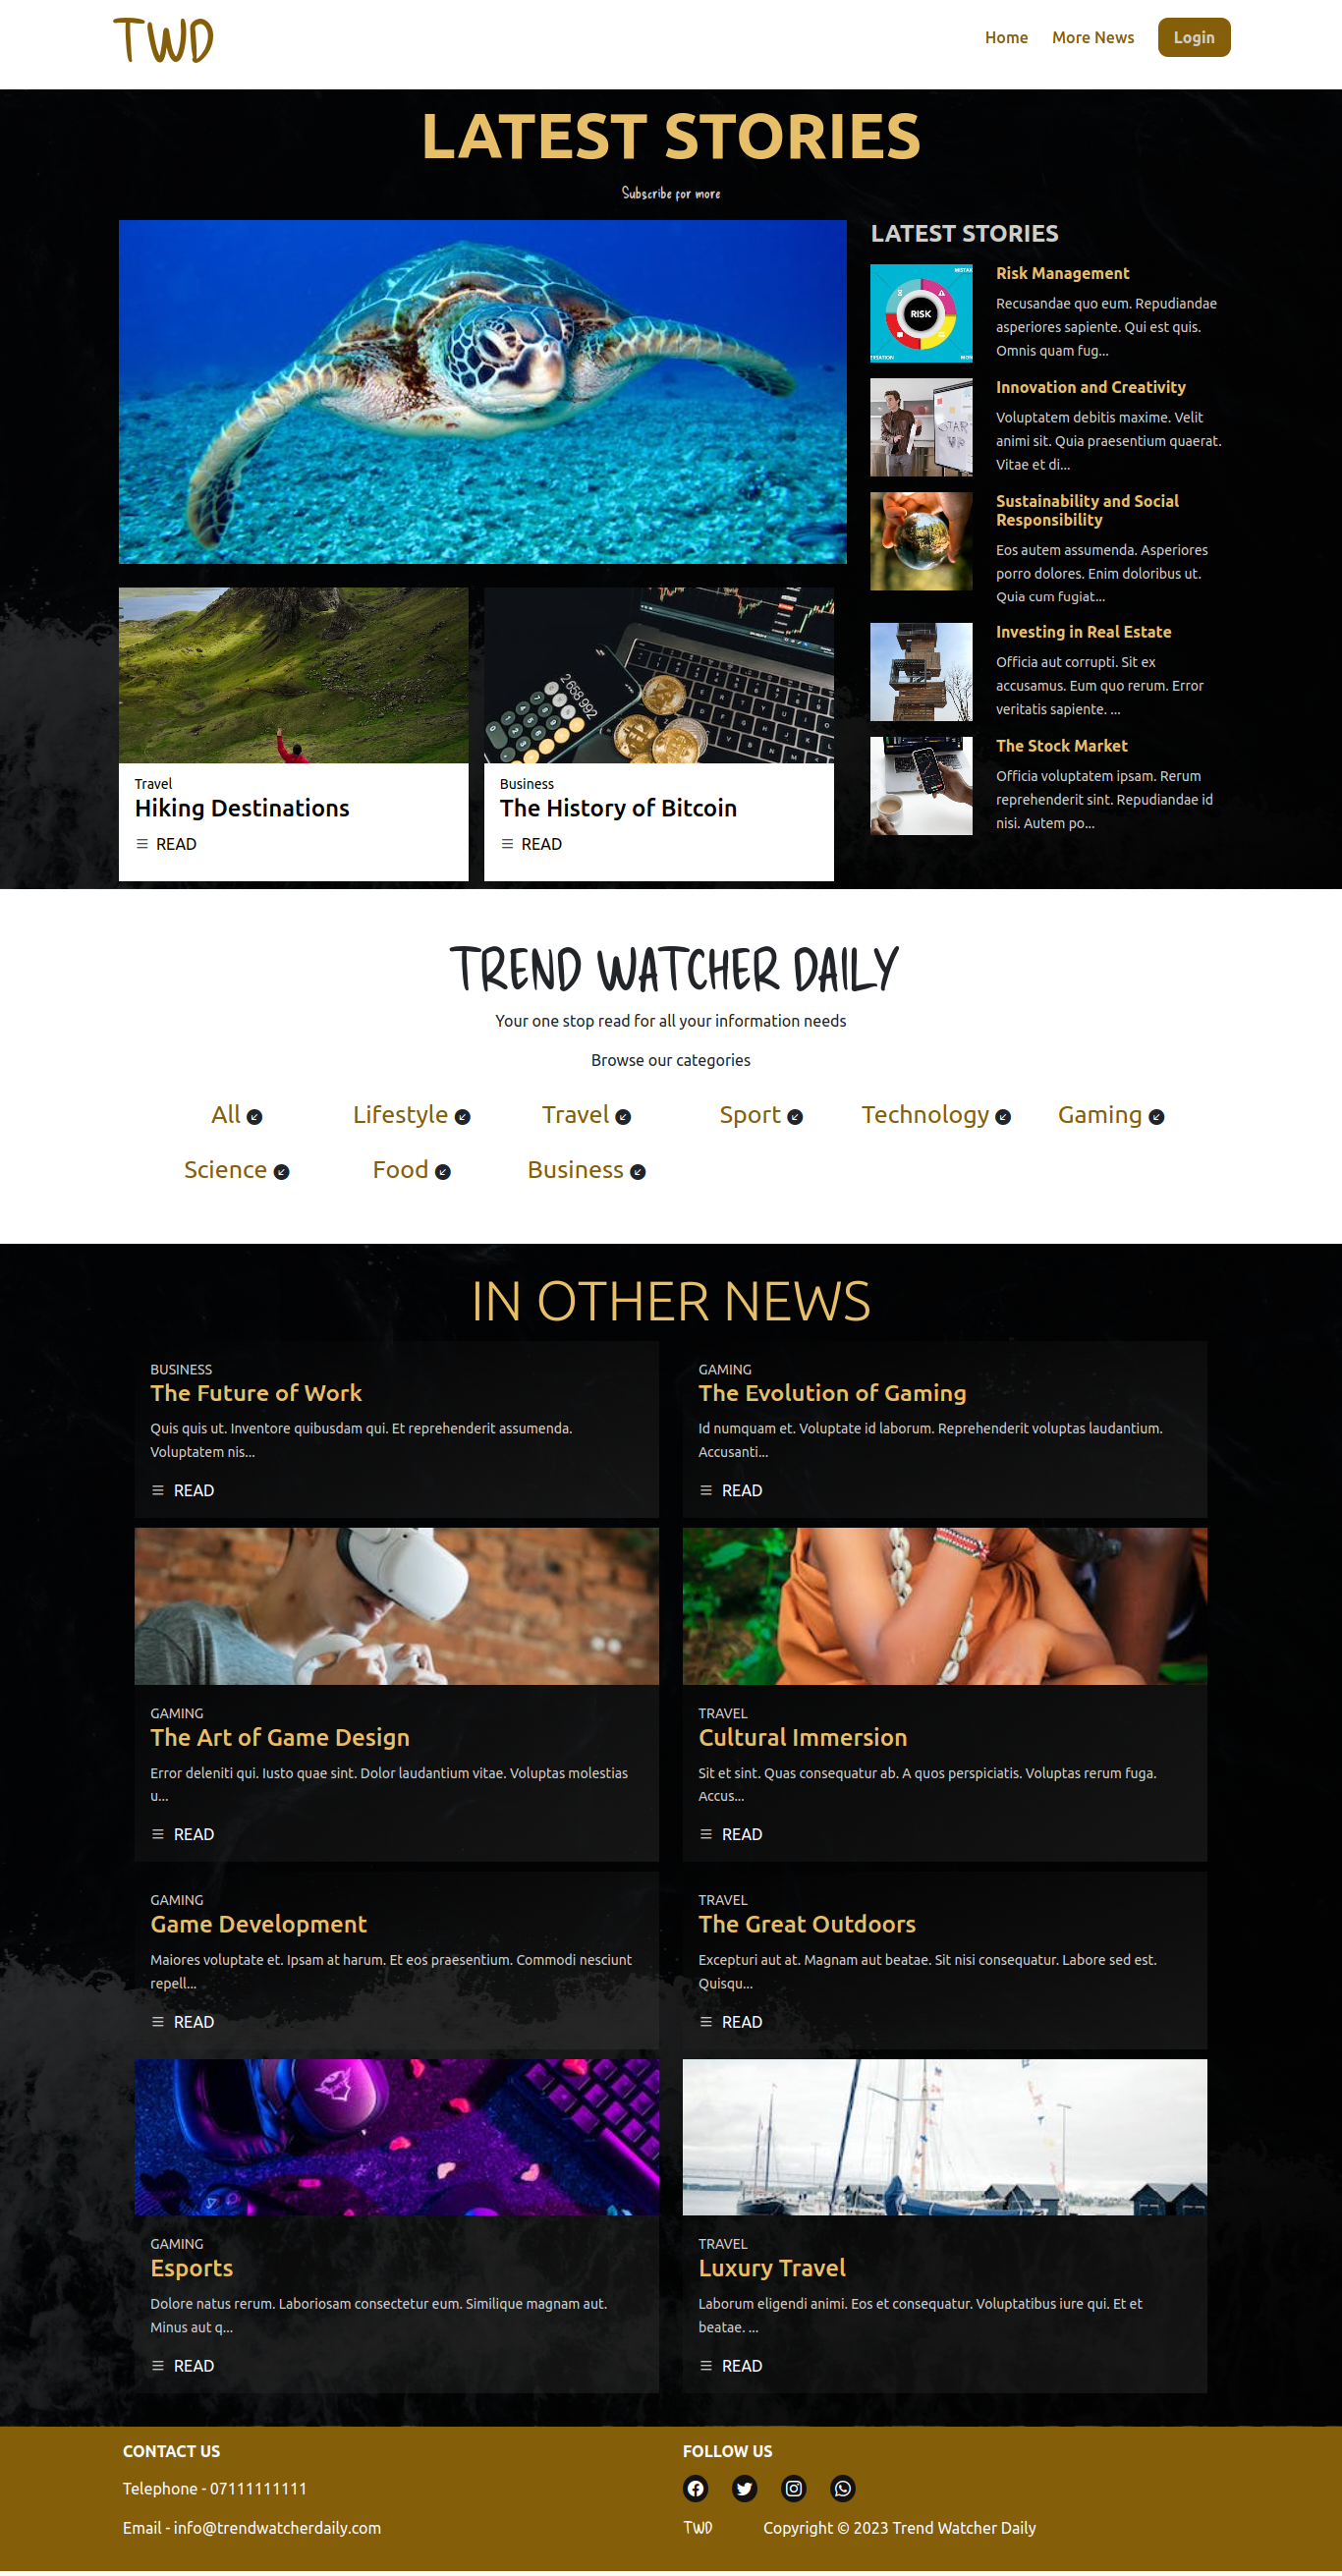 TWD
Home
More News
Login
LATEST STORIES
Subscribe for more
LATEST STORIES
RISK
Risk Management
Recusandae quo eum. Repudiandae
asperiores sapiente. Qui est quis.
Omnis quam fug...
START
UP
Innovation and Creativity
Voluptatem debitis maxime. Velit
animi sit. Quia praesentium quaerat.
Vitae et di...
Sustainability and Social
Responsibility
Eos autem assumenda. Asperiores
porro dolores. Enim doloribus ut.
Quia cum fugiat...
Investing in Real Estate
Officia aut corrupti. Sit ex
accusamus. Eum quo rerum. Error
veritatis sapiente. ...
The Stock Market
Officia voluptatem ipsam. Rerum
reprehenderit sint. Repudiandae id
nisi. Autem po...
Travel
Hiking Destinations
READ
2 658 992
Business
The History of Bitcoin
READ
TREND WATCHER DAILY
Your one stop read for all your information needs
Browse our categories
All
Lifestyle
Travel
Sport
Technology
Gaming
Science
Food
Business
IN OTHER NEWS
BUSINESS
The Future of Work
Quis quis ut. Inventore quibusdam qui. Et reprehenderit assumenda.
Voluptatem nis...
READ
GAMING
The Evolution of Gaming
Id numquam et. Voluptate id laborum. Reprehenderit voluptas laudantium.
Accusanti...
READ
GAMING
The Art of Game Design
Error deleniti qui. Iusto quae sint. Dolor laudantium vitae. Voluptas molestias
u...
READ
TRAVEL
Cultural Immersion
Sit et sint. Quas consequatur ab. A quos perspiciatis. Voluptas rerum fuga.
Accus...
READ
GAMING
Game Development
Maiores voluptate et. Ipsam at harum. Et eos praesentium. Commodi nesciunt
repell...
READ
TRAVEL
The Great Outdoors
Excepturi aut at. Magnam aut beatae. Sit nisi consequatur. Labore sed est.
Quisqu...
READ
GAMING
Esports
Dolore natus rerum. Laboriosam consectetur eum. Similique magnam aut.
Minus aut q...
READ
TRAVEL
Luxury Travel
Laborum eligendi animi. Eos et consequatur. Voluptatibus iure qui. Et et
beatae. ...
READ
CONTACT US
Telephone - 07111111111
Email - info@trendwatcherdaily.com
FOLLOW US
TWD
Copyright © 2023 Trend Watcher Daily